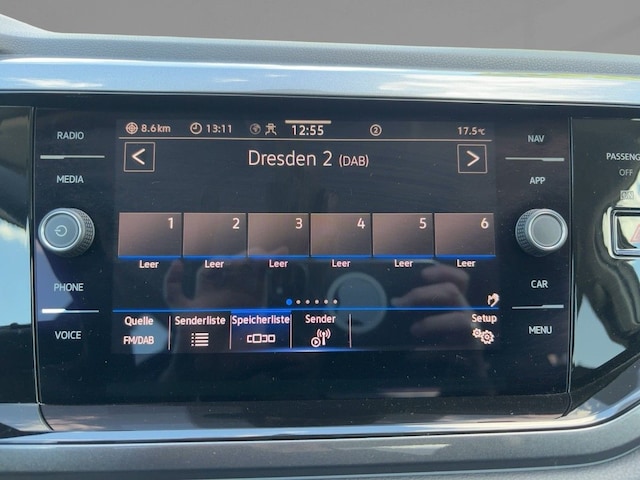 RADIO
MEDIA
PHONE
VOICE
8.6km 13:11 12:55 2 17.5°C
Dresden 2 (DAB)
1 2 3 4 5 6
Leer Leer Leer Leer Leer Leer
Quelle Senderliste Speicherliste Sender Setup
FM/DAB
NAV
APP
CAR
MENU
PASSENG
OFF